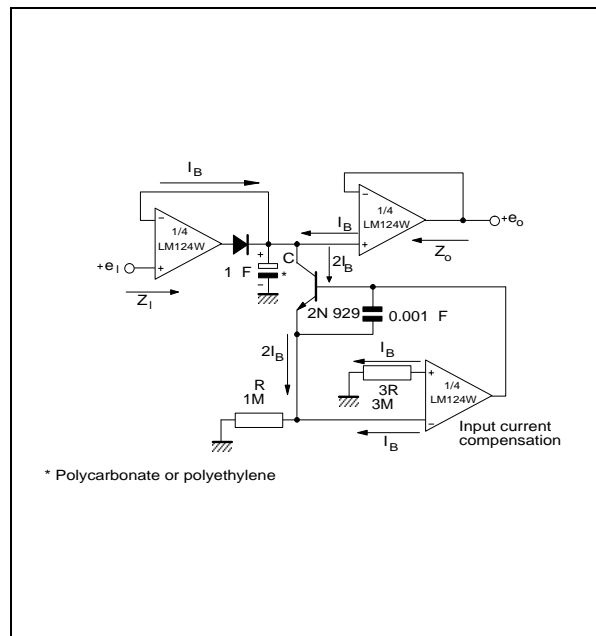 I_B
1/4
LM124W
+e_I
Z_I
1 F
*
C
I_B
2I_B
1/4
LM124W
+e_o
Z_o
2N 929
0.001 F
2I_B
R
1M
I_B
3R
3M
1/4
LM124W
I_B
Input current
compensation
* Polycarbonate or polyethylene